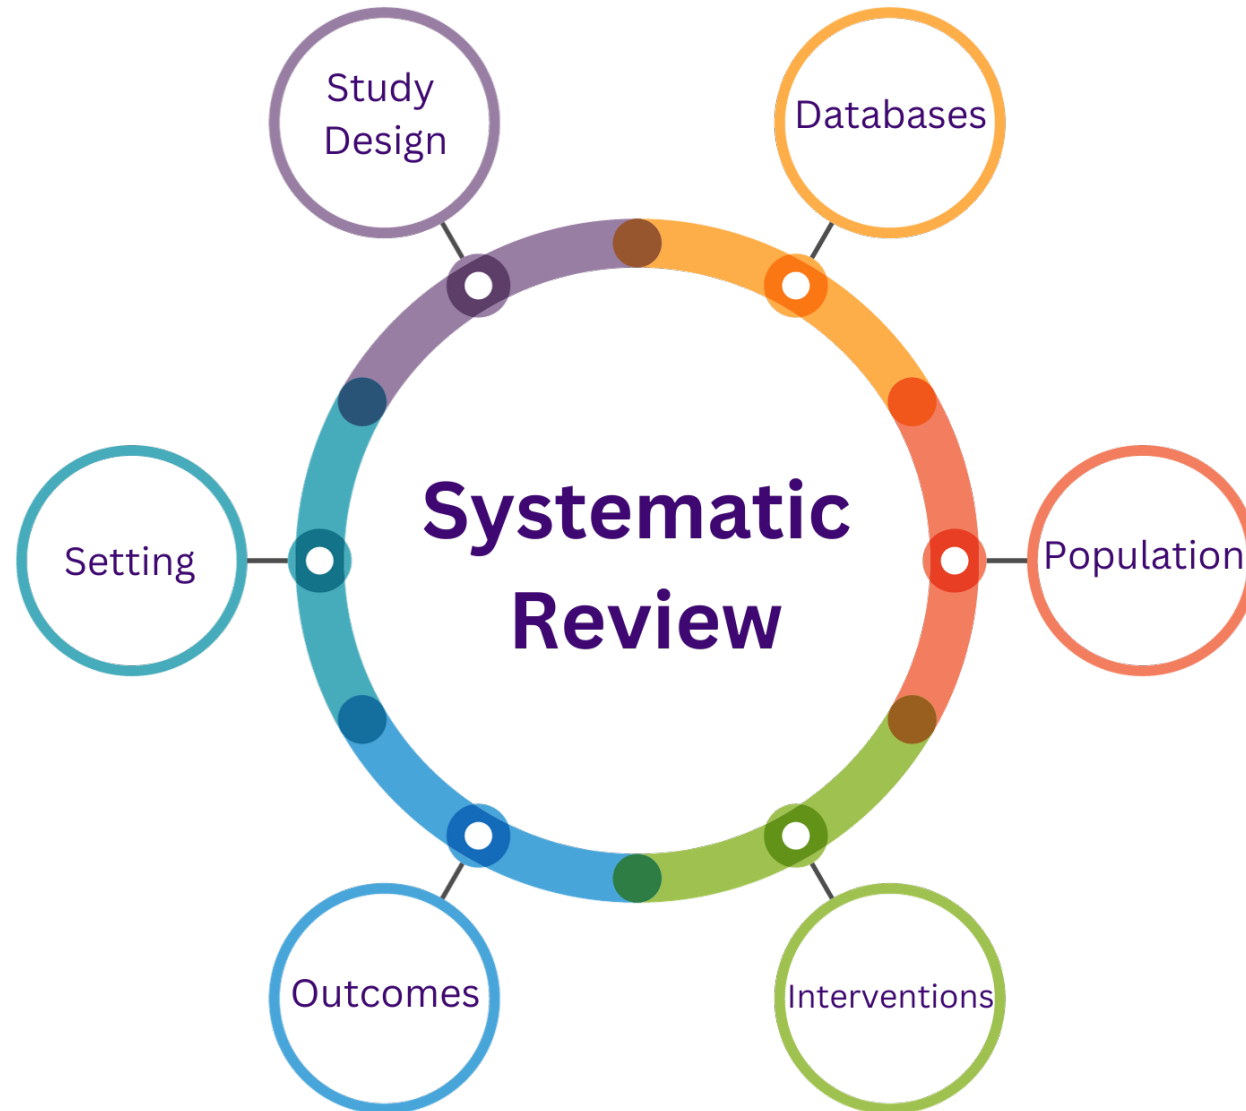 Study
Design
Databases
Systematic
Review
Setting
Population
Outcomes
Interventions